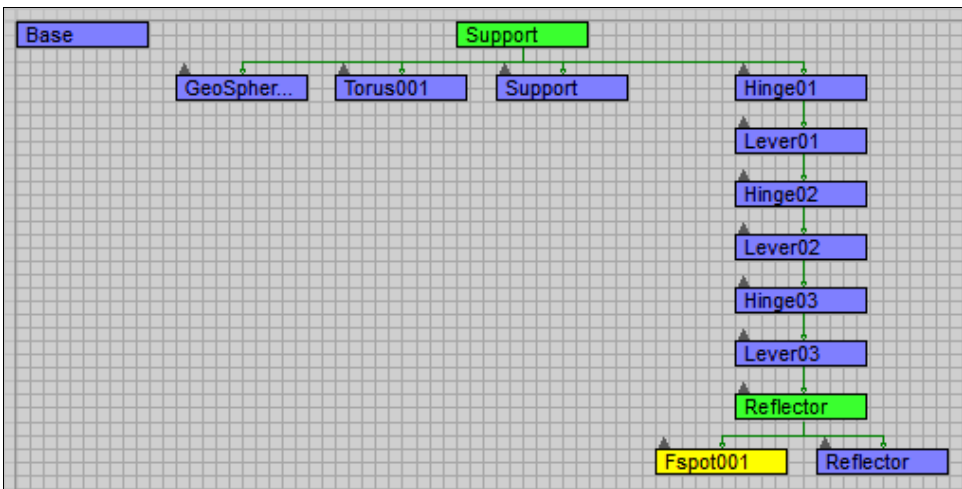 Base
Support
GeoSpher...
Torus001
Support
Hinge01
Lever01
Hinge02
Lever02
Hinge03
Lever03
Reflector
Fspot001
Reflector